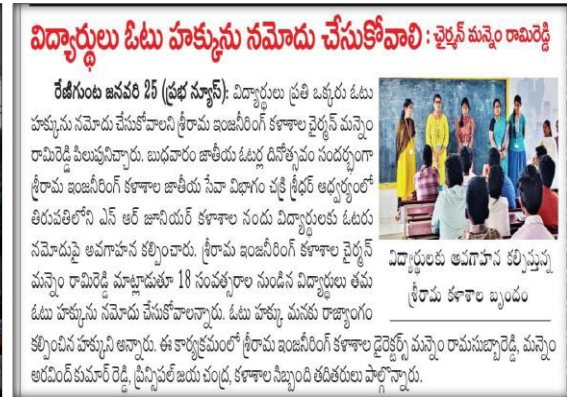 విద్యార్థులు ఓటు హక్కును నమోదు చేసుకోవాలి : చైర్మన్ మన్నెం రామిరెడ్డి
రేణిగుంట జనవరి 25 (ప్రభ న్యూస్): విద్యార్థులు ప్రతి ఒక్కరు ఓటు
హక్కును నమోదు చేసుకోవాలని శ్రీరామ ఇంజనీరింగ్ కళాశాల చైర్మన్ మన్నెం
రామిరెడ్డి పిలుపునిచ్చారు. బుధవారం జాతీయ ఓటర్ల దినోత్సవం సందర్భంగా
శ్రీరామ ఇంజనీరింగ్ కళాశాల జాతీయ సేవా విభాగం చక్రి శ్రీధర్ ఆధ్వర్యంలో
తిరుపతిలోని ఎస్ ఆర్ జూనియర్ కళాశాల నందు విద్యార్థులకు ఓటరు
నమోదుపై అవగాహన కల్పించారు. శ్రీరామ ఇంజనీరింగ్ కళాశాల చైర్మన్
మన్నెం రామిరెడ్డి మాట్లాడుతూ 18 సంవత్సరాల నుండిన విద్యార్థులు తమ
ఓటు హక్కును నమోదు చేసుకోవాలన్నారు. ఓటు హక్కు మనకు రాజ్యాంగం
కల్పించిన హక్కుని అన్నారు. ఈ కార్యక్రమంలో శ్రీరామ ఇంజనీరింగ్ కళాశాల డైరెక్టర్స్ మన్నెం రామసుబ్బారెడ్డి, మన్నెం
అరవింద్ కుమార్ రెడ్డి, ప్రిన్సిపల్ జయ చంద్ర, కళాశాల సిబ్బంది తదితరులు పాల్గొన్నారు.
విద్యార్థులకు అవగాహన కల్పిస్తున్న
శ్రీరామ కళాశాల బృందం